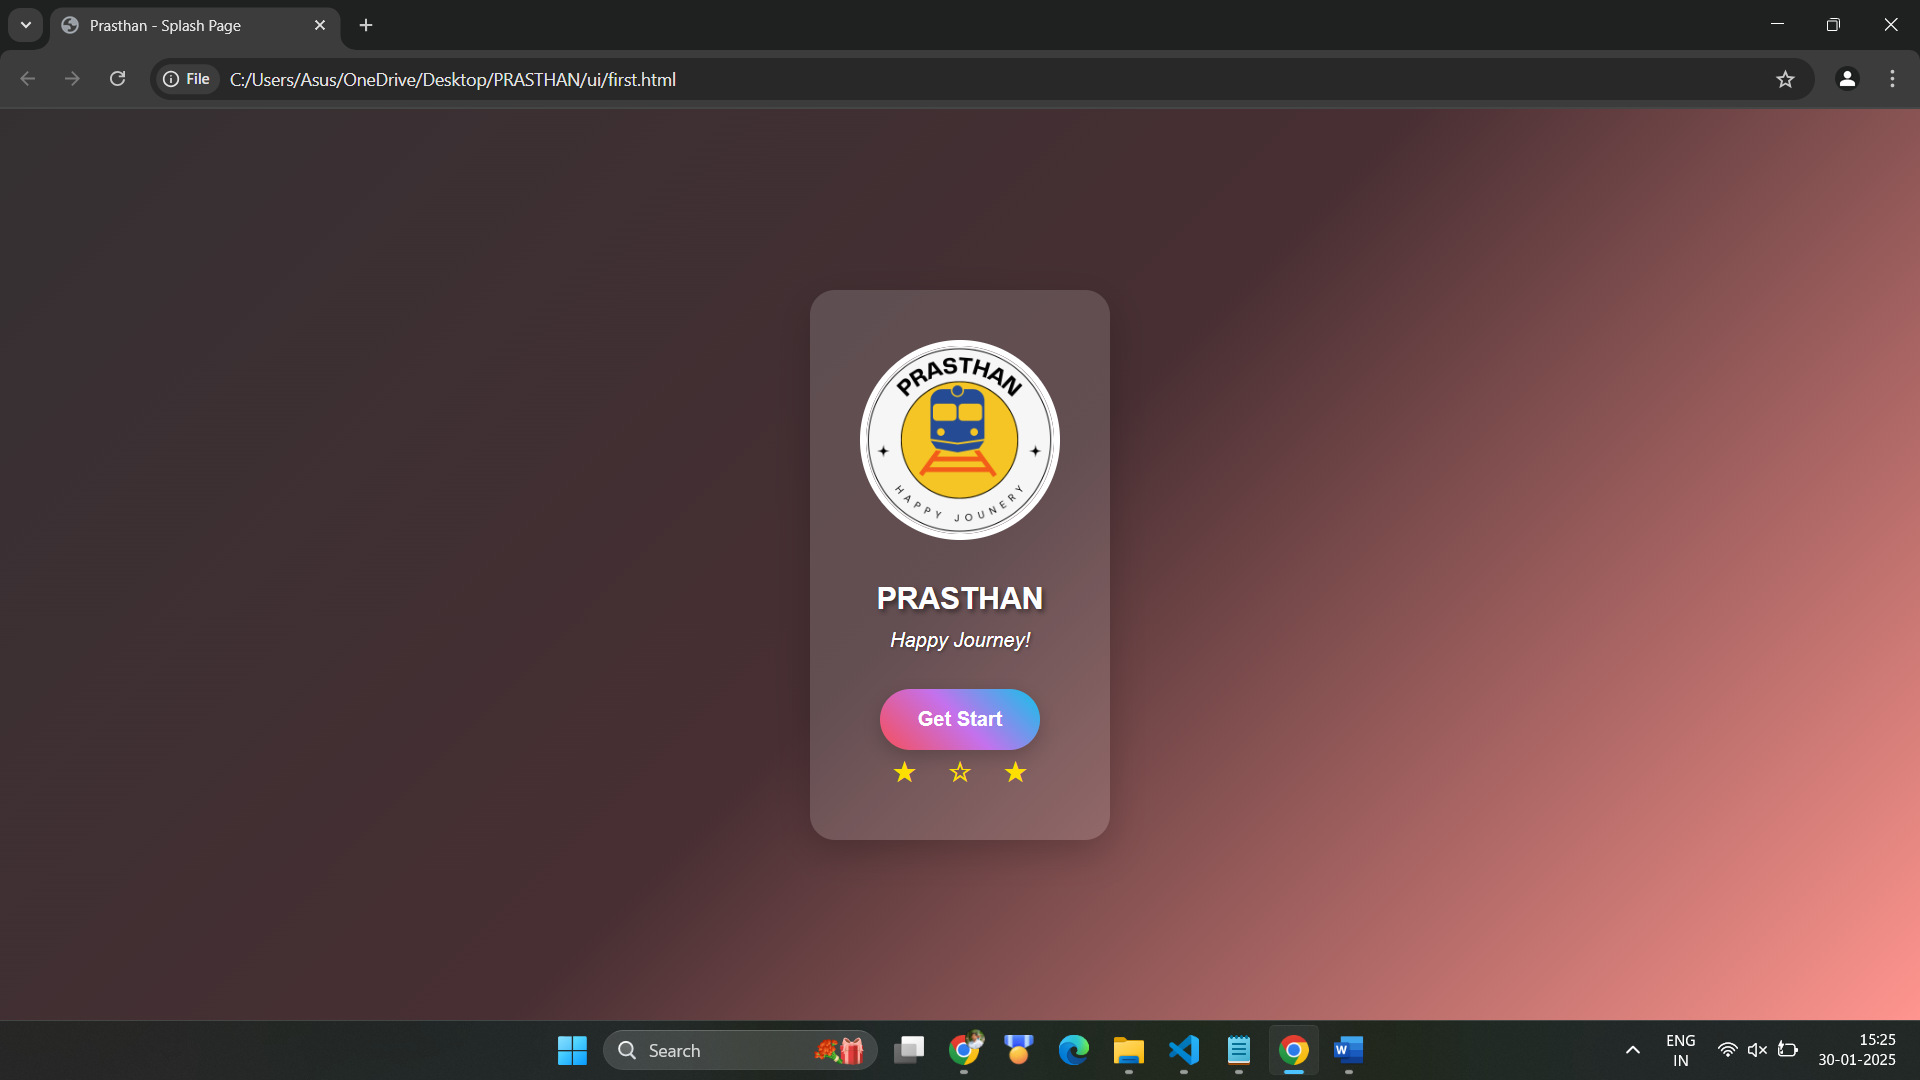 Prasthan - Splash Page
File
C:/Users/Asus/OneDrive/Desktop/PRASTHAN/ui/first.html
PRASTHAN
HAPPY JOUNERY
PRASTHAN
Happy Journey!
Get Start
Search
W
ENG
IN
15:25
30-01-2025